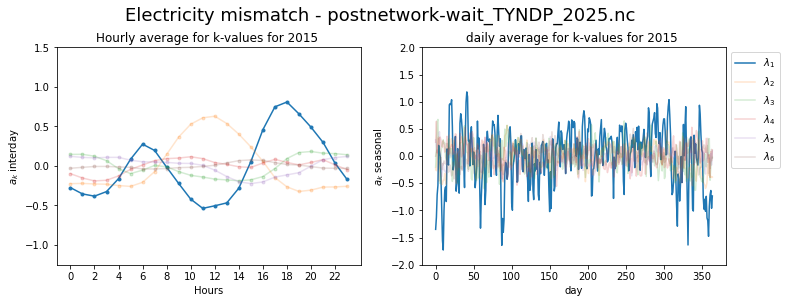 Electricity mismatch - postnetwork-wait_TYNDP_2025.nc
Hourly average for k-values for 2015
1.5
1.0
0.5
0.0
−0.5
−1.0
a_k interday
0 2 4 6 8 10 12 14 16 18 20 22
Hours
daily average for k-values for 2015
2.0
1.5
1.0
0.5
0.0
−0.5
−1.0
−1.5
−2.0
a_k seasonal
0 50 100 150 200 250 300 350
day
λ₁
λ₂
λ₃
λ₄
λ₅
λ₆